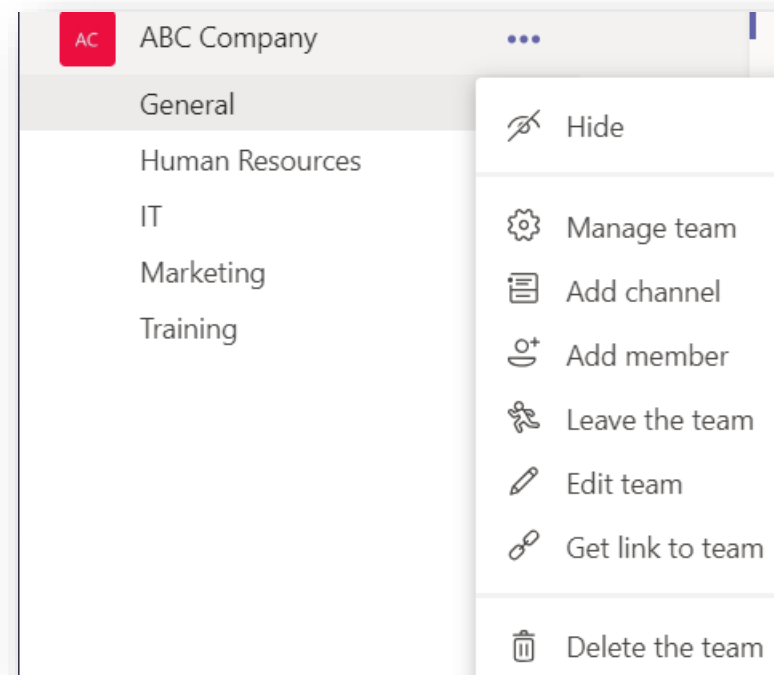 AC ABC Company
General
Human Resources
IT
Marketing
Training
Hide
Manage team
Add channel
Add member
Leave the team
Edit team
Get link to team
Delete the team